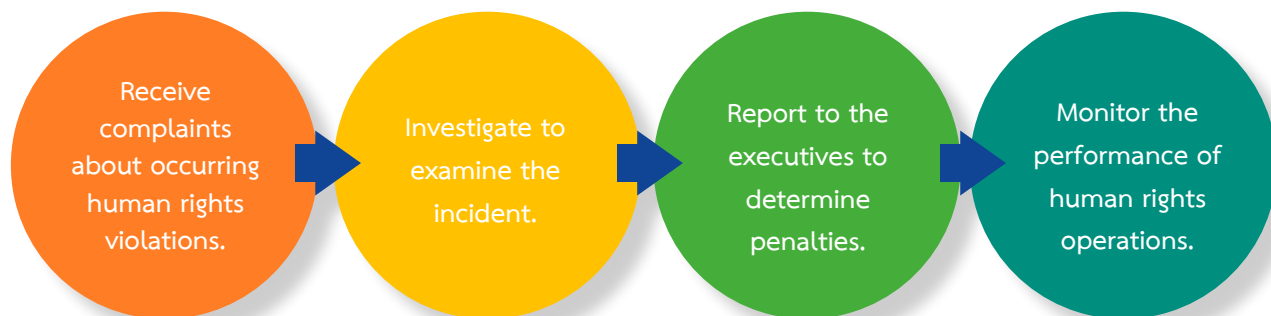 Receive
complaints
about occurring
human rights
violations.
Investigate to
examine the
incident.
Report to the
executives to
determine
penalties.
Monitor the
performance of
human rights
operations.